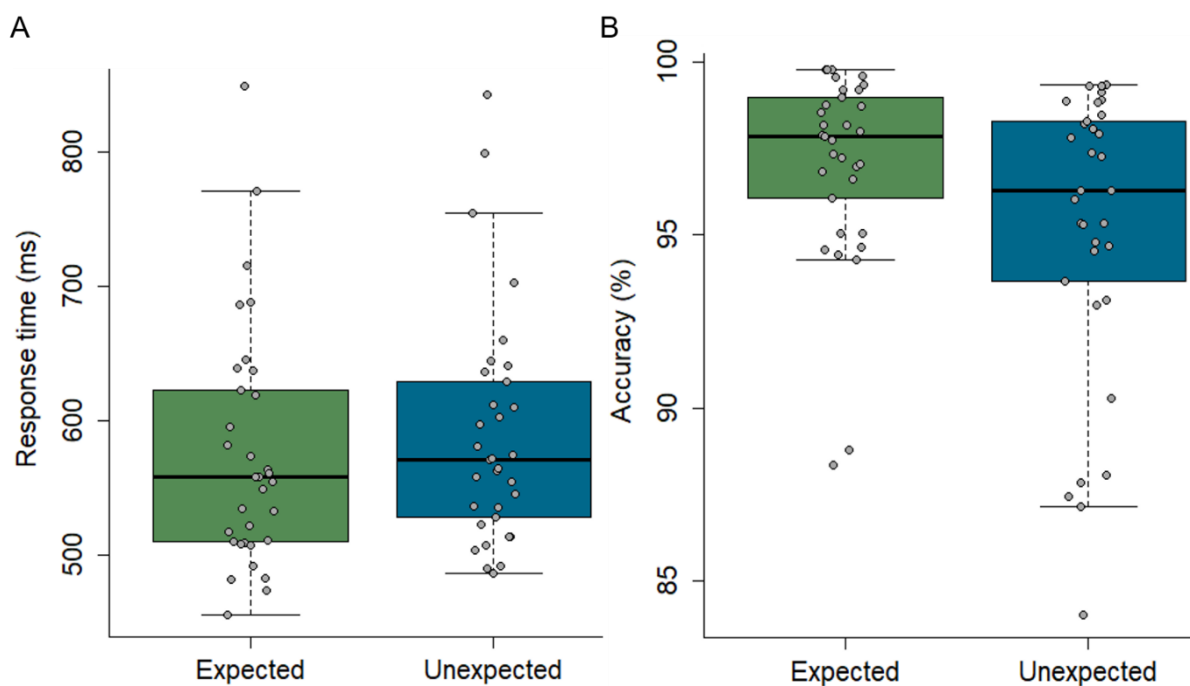 A
Response time (ms)
800
700
600
500
Expected
Unexpected
B
Accuracy (%)
100
95
90
85
Expected
Unexpected